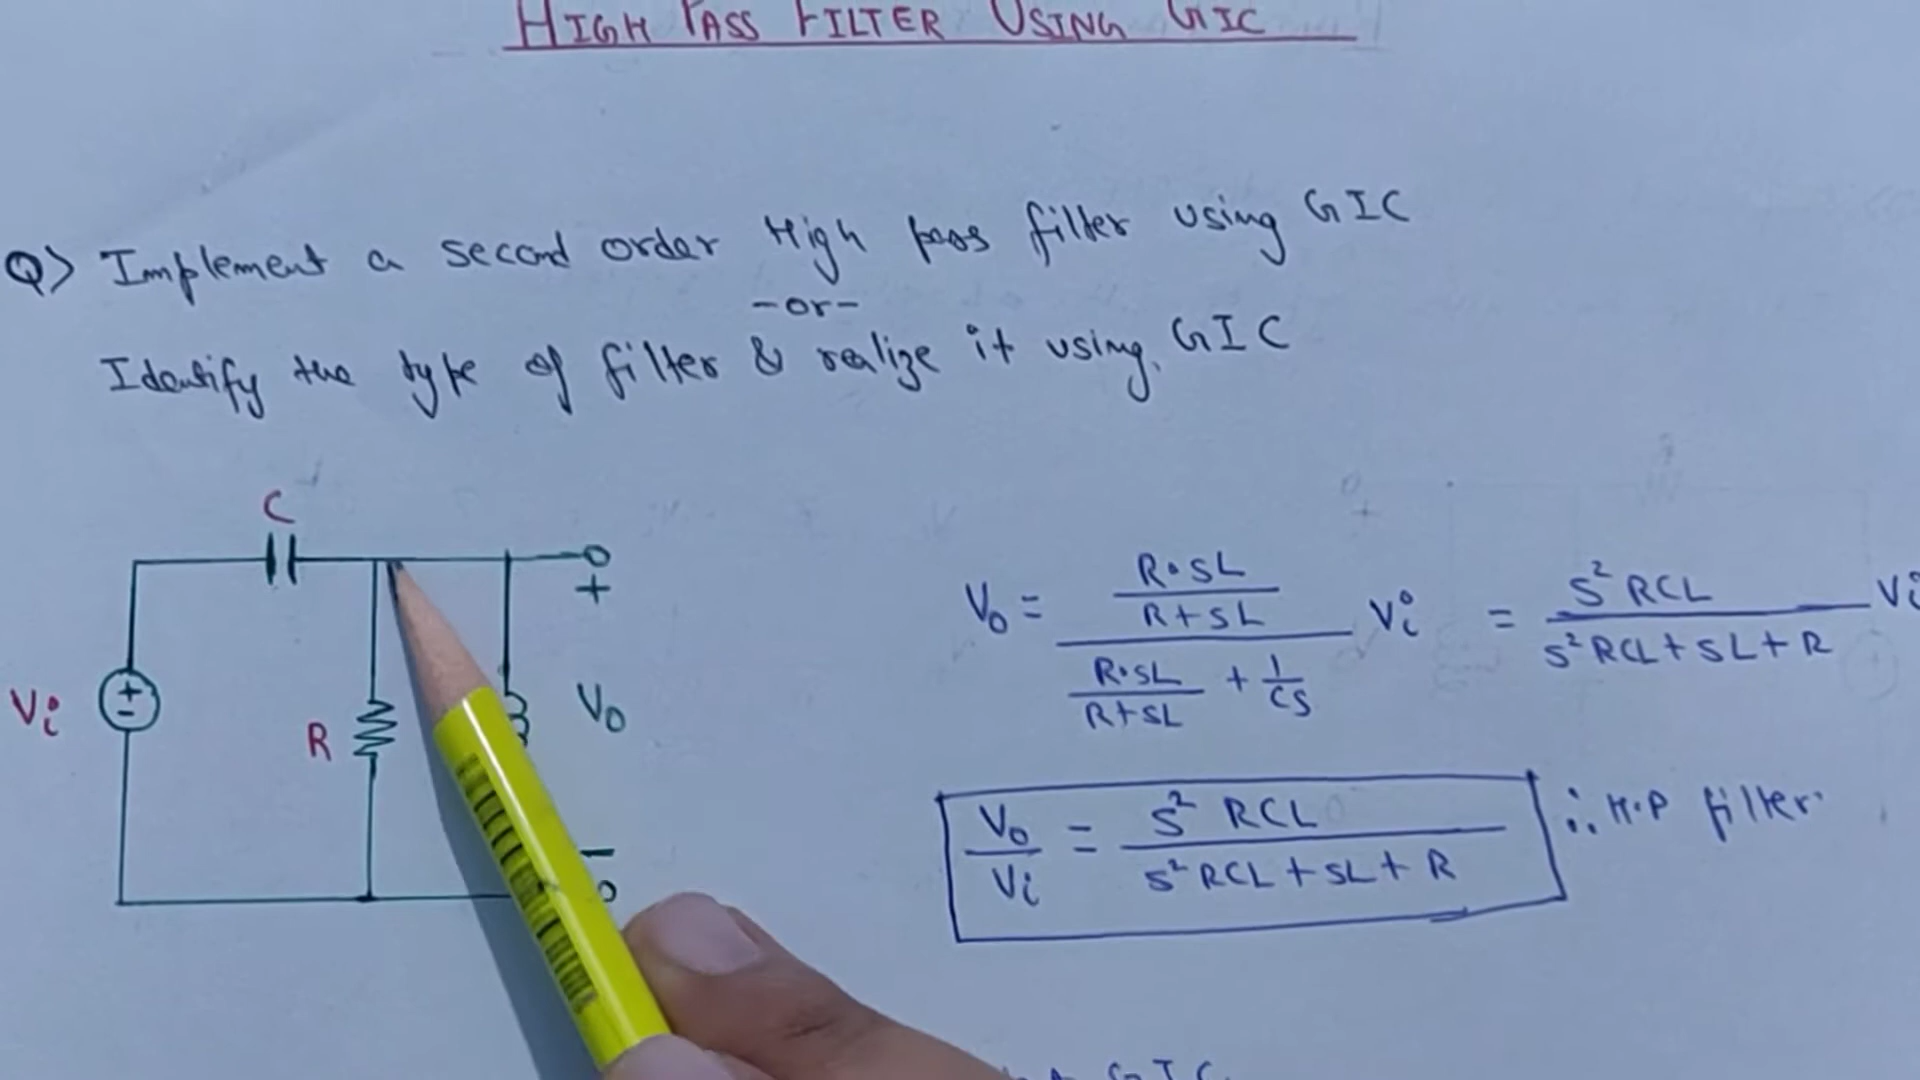 HIGH PASS FILTER USING GIC
Q> Implement a second order High pass filter using GIC
-or-
Identify the type of filter & realize it using GIC
C
+
Vi
+
-
R
Vo
-
Vo = (R·sL / R+sL) / (R·sL / R+sL + 1/Cs) Vi = S² RCL / S² RCL + SL + R Vi
Vo / Vi = S² RCL / S² RCL + SL + R ∴ H.P filter
GIC